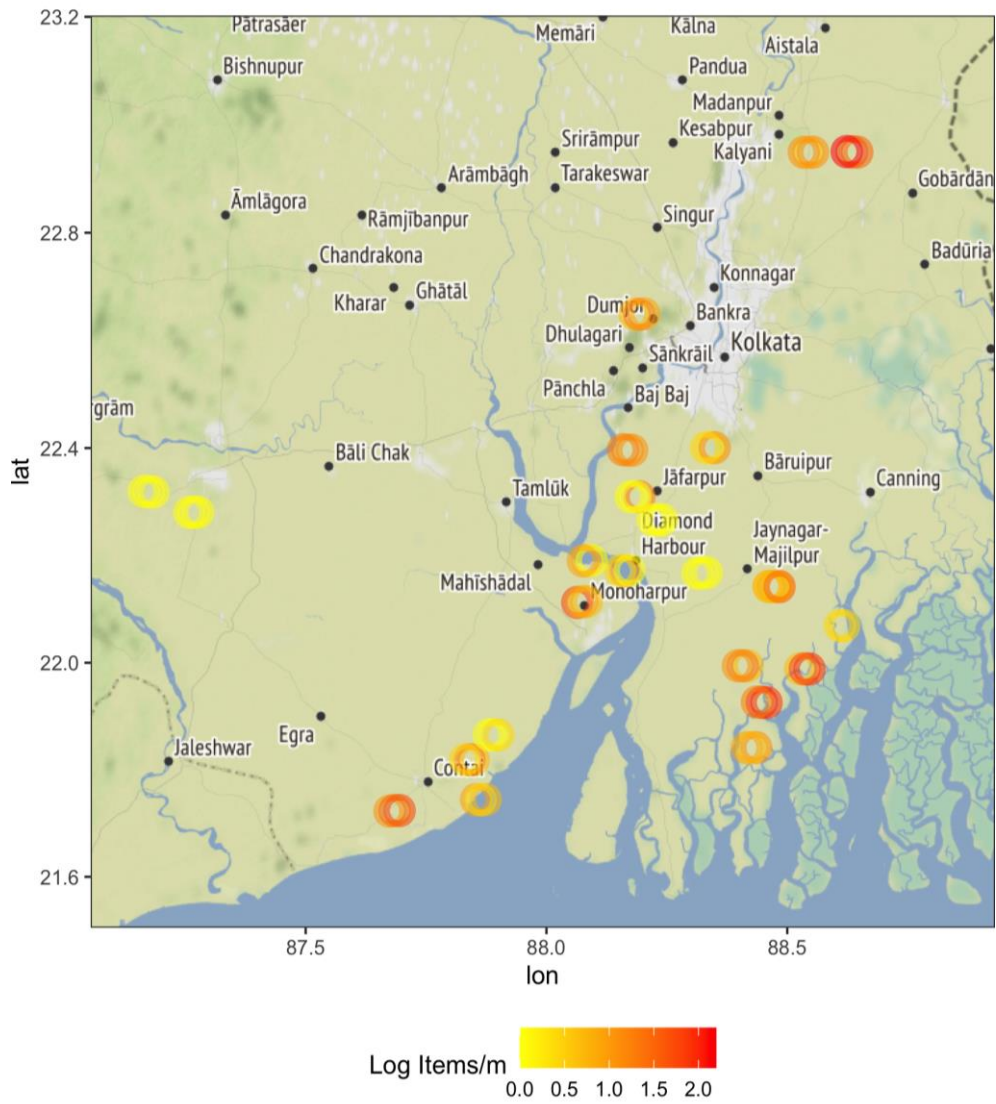 23.2
Pātrasāer
Memāri
Kālna
Aistala
Bishnupur
Pandua
Madanpur
Kesabpur
Srirāmpur
Kalyani
Arāmbāgh
Tarakeswar
Gobārdān
Āmlāgora
Rāmjībanpur
Singur
22.8
Chandrakona
Badūria
Konnagar
Kharar
Ghātāl
Dumjor
Bankra
Dhulagari
Kolkata
Sānkrāil
Pānchla
Baj Baj
rgrām
22.4
Bāli Chak
Bāruipur
lat
Jāfarpur
Canning
Tamlūk
Diamond
Harbour
Jaynagar-
Majilpur
Mahīshādal
Monoharpur
22.0
Egra
Jaleshwar
Contai
21.6
87.5 88.0 88.5
lon
Log Items/m
0.0 0.5 1.0 1.5 2.0